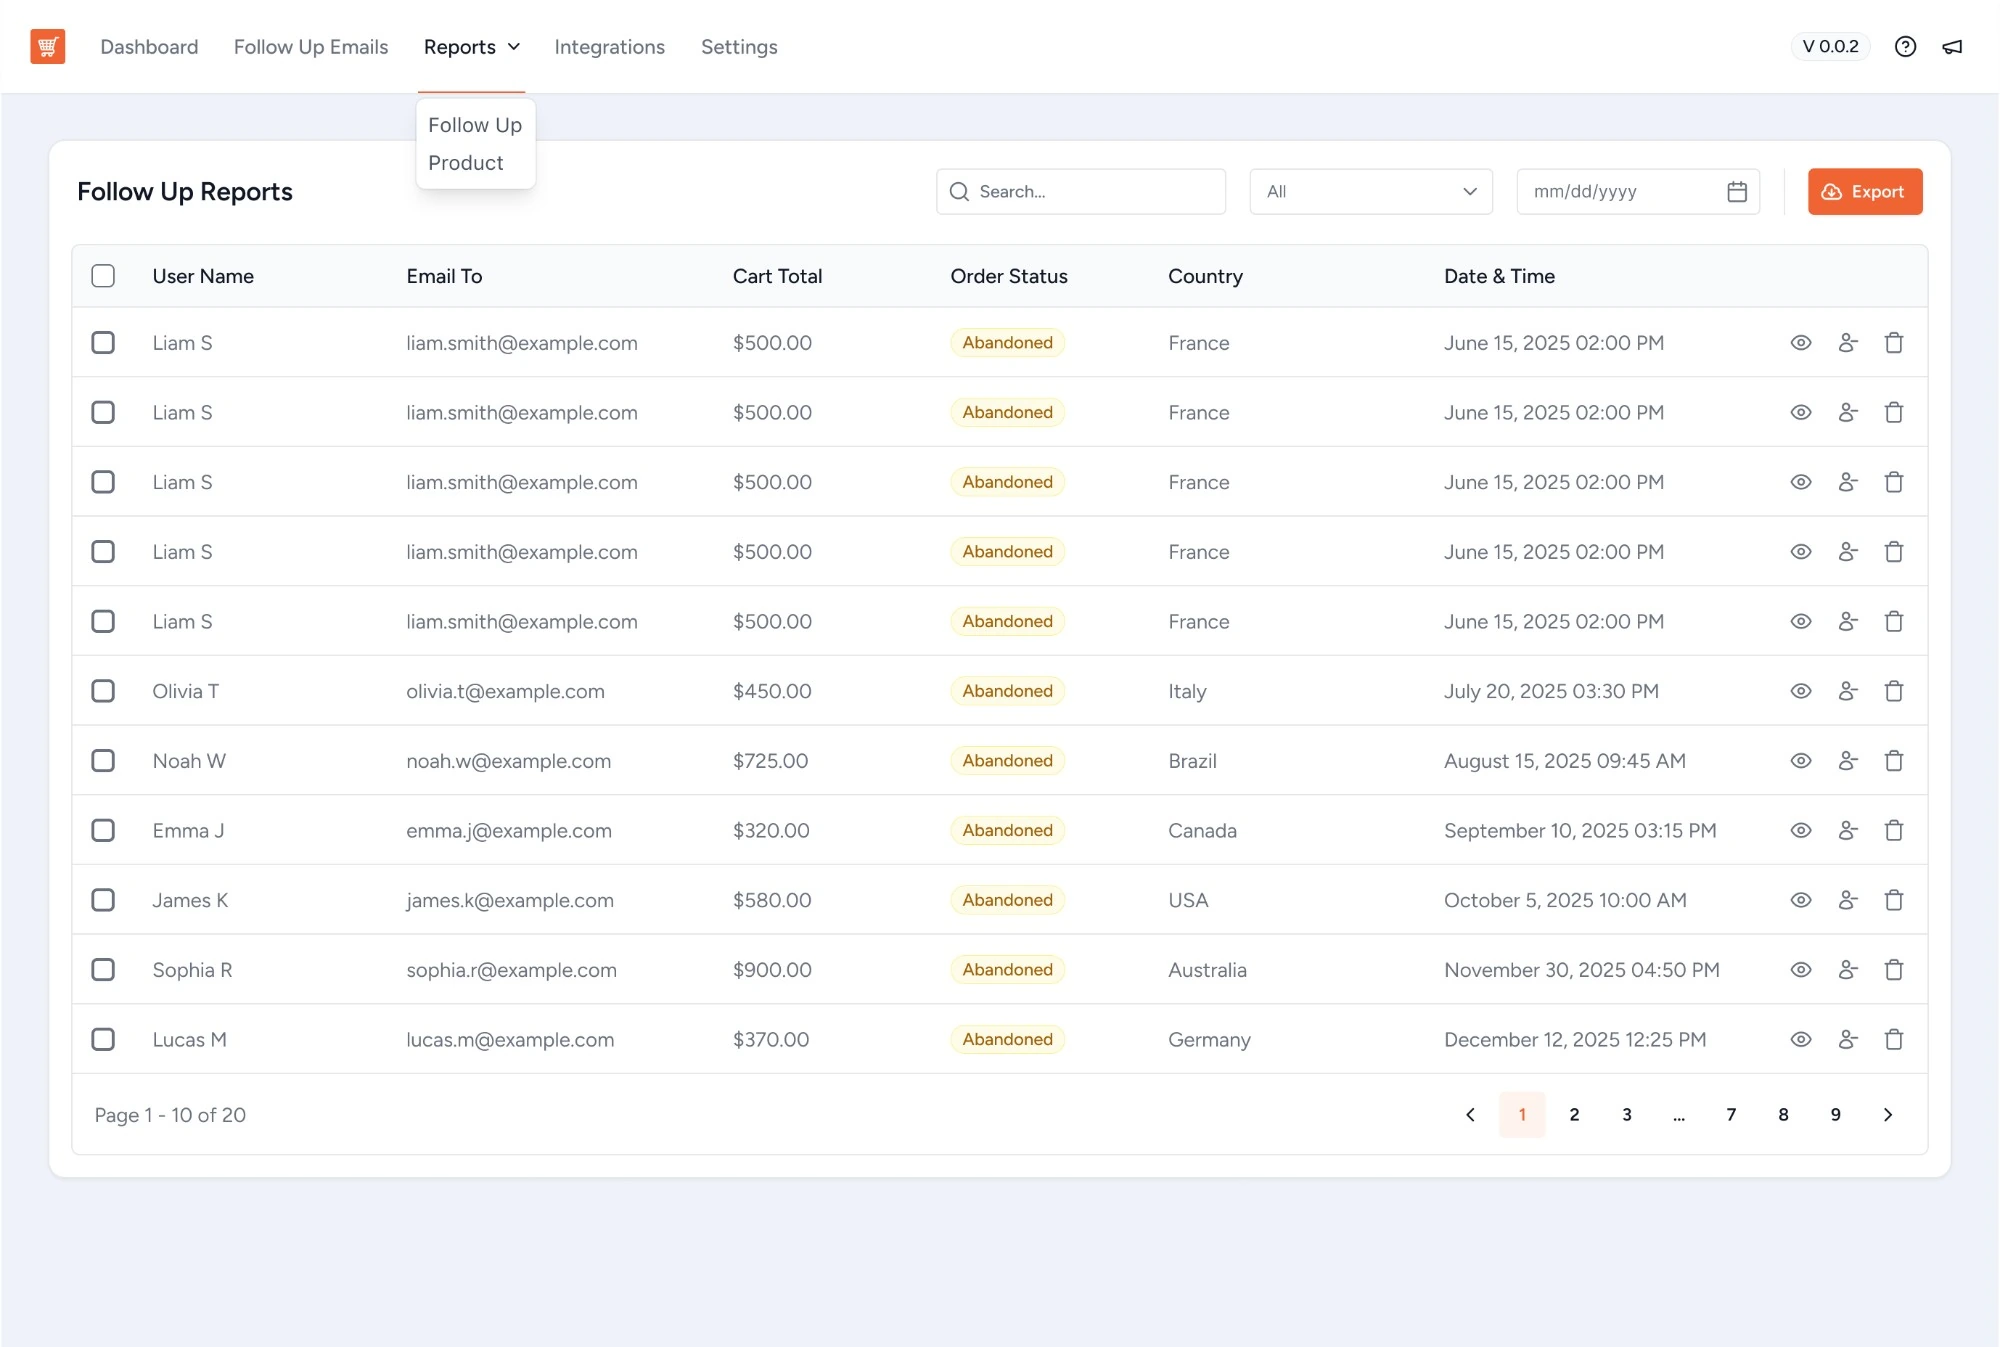 Dashboard Follow Up Emails Reports Integrations Settings V 0.0.2
Follow Up
Product
Follow Up Reports Search... All mm/dd/yyyy Export
User Name Email To Cart Total Order Status Country Date & Time
Liam S liam.smith@example.com $500.00 Abandoned France June 15, 2025 02:00 PM
Liam S liam.smith@example.com $500.00 Abandoned France June 15, 2025 02:00 PM
Liam S liam.smith@example.com $500.00 Abandoned France June 15, 2025 02:00 PM
Liam S liam.smith@example.com $500.00 Abandoned France June 15, 2025 02:00 PM
Liam S liam.smith@example.com $500.00 Abandoned France June 15, 2025 02:00 PM
Olivia T olivia.t@example.com $450.00 Abandoned Italy July 20, 2025 03:30 PM
Noah W noah.w@example.com $725.00 Abandoned Brazil August 15, 2025 09:45 AM
Emma J emma.j@example.com $320.00 Abandoned Canada September 10, 2025 03:15 PM
James K james.k@example.com $580.00 Abandoned USA October 5, 2025 10:00 AM
Sophia R sophia.r@example.com $900.00 Abandoned Australia November 30, 2025 04:50 PM
Lucas M lucas.m@example.com $370.00 Abandoned Germany December 12, 2025 12:25 PM
Page 1 - 10 of 20 1 2 3 ... 7 8 9